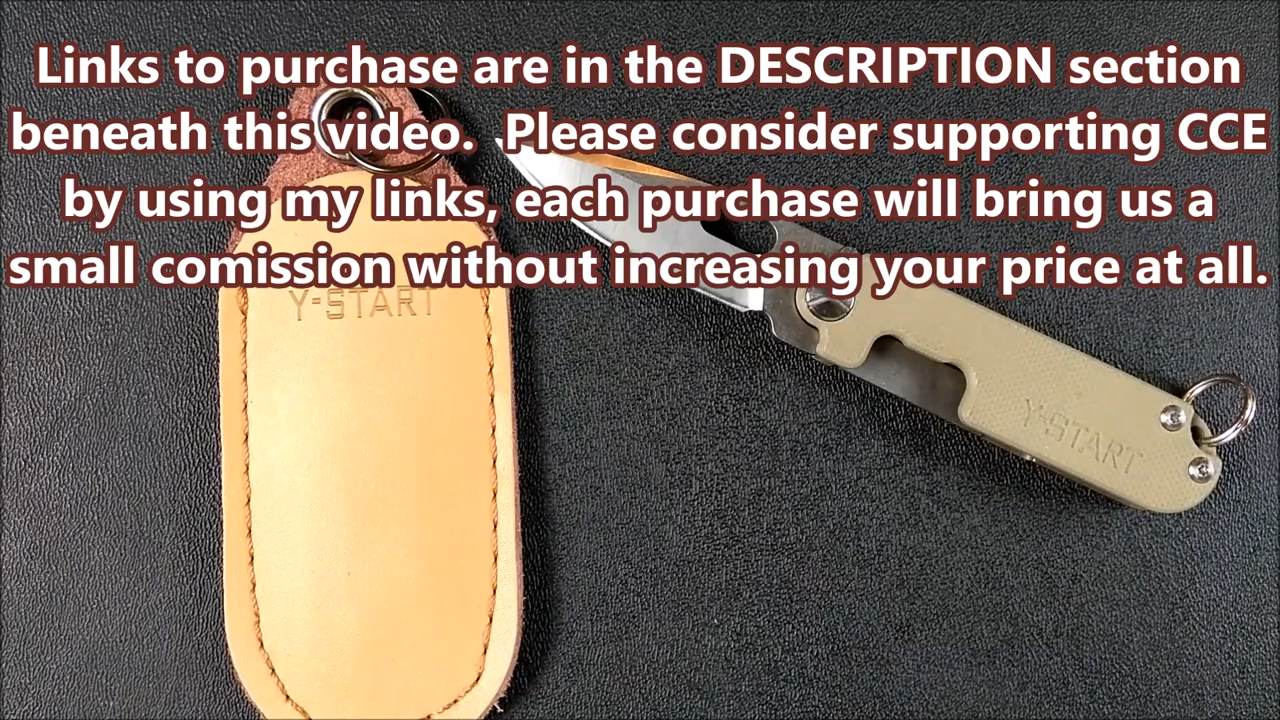 Links to purchase are in the DESCRIPTION section
beneath this video.  Please consider supporting CCE
by using my links, each purchase will bring us a
small comission without increasing your price at all.
Y-START
Y-START